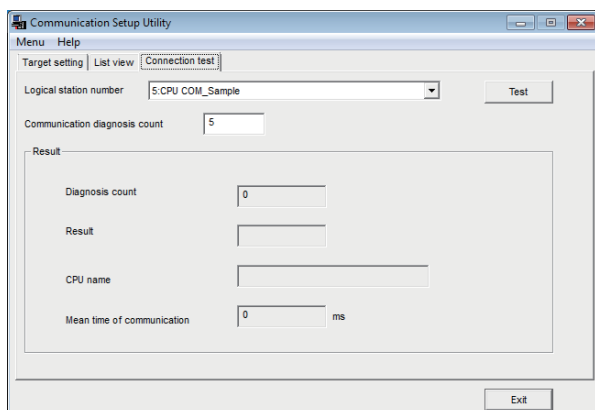 Communication Setup Utility
Menu Help
Target setting List view Connection test
Logical station number 5:CPU COM_Sample Test
Communication diagnosis count 5
Result
Diagnosis count 0
Result
CPU name
Mean time of communication 0 ms
Exit